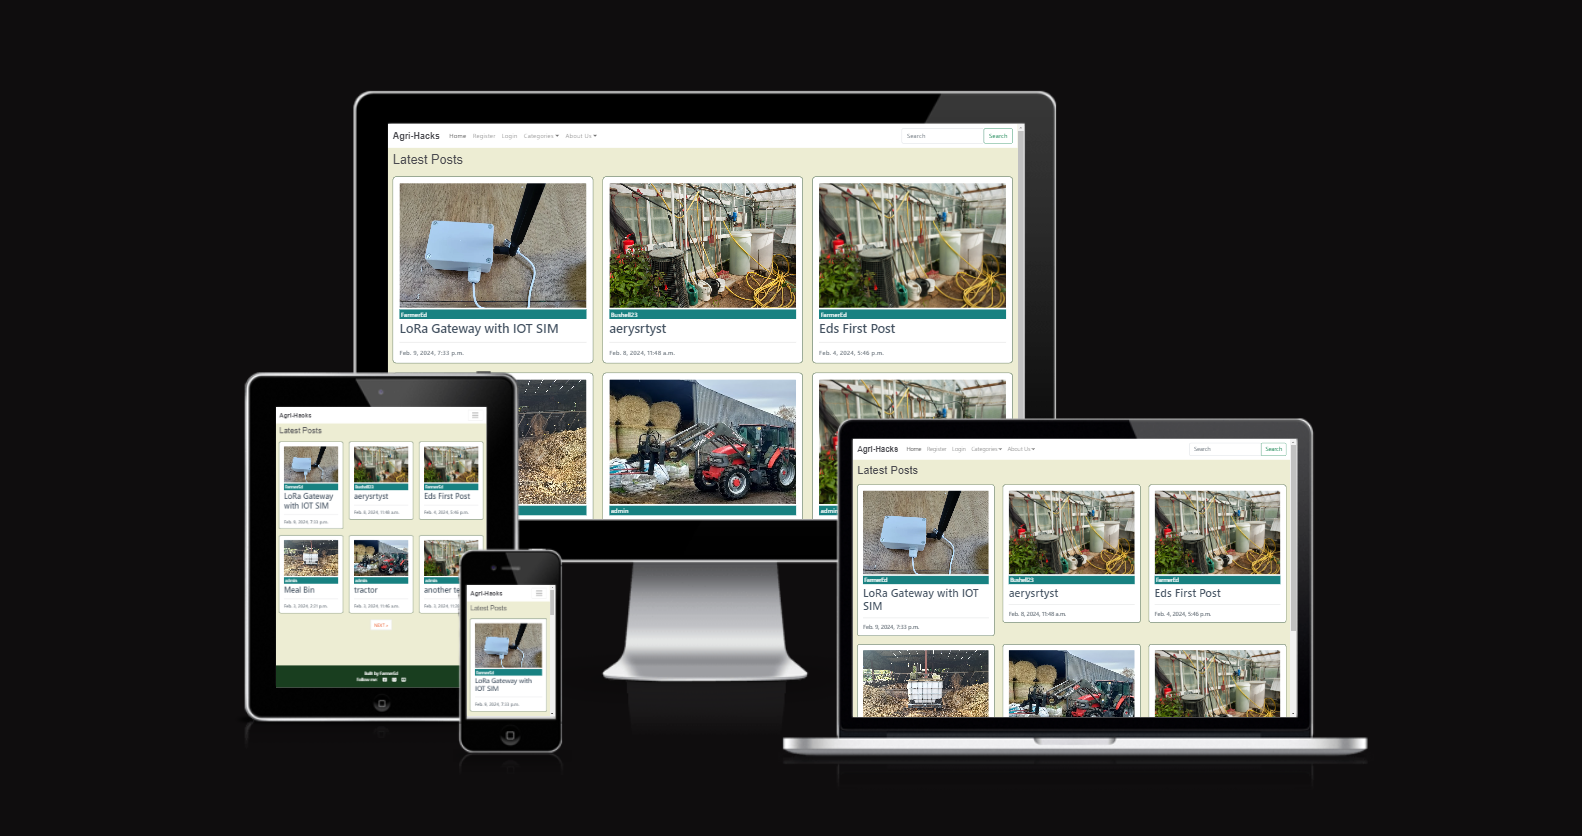 Agri-Hacks Home Register Login Categories About Us Search Search
Latest Posts
FarmerEd
LoRa Gateway with IOT SIM
Feb. 9, 2024, 7:33 p.m.
Bushell23
aerysrtyst
Feb. 8, 2024, 11:48 a.m.
FarmerEd
Eds First Post
Feb. 4, 2024, 5:46 p.m.
admin
admin
Agri-Hacks
Latest Posts
FarmerEd
LoRa Gateway
with IOT SIM
Feb. 9, 2024, 7:33 p.m.
Bushell23
aerysrtyst
Feb. 8, 2024, 11:48 a.m.
FarmerEd
Eds First Post
Feb. 4, 2024, 5:46 p.m.
admin
Meal Bin
Feb. 3, 2024, 2:21 p.m.
admin
tractor
Feb. 3, 2024, 11:46 a.m.
admin
another te
NEXT »
Built by FarmerEd
Follow me:
Agri-Hacks
Latest Posts
FarmerEd
LoRa Gateway with
IOT SIM
Feb. 9, 2024, 7:33 p.m.
Agri-Hacks Home Register Login Categories About Us Search Search
Latest Posts
FarmerEd
LoRa Gateway with IOT
SIM
Feb. 9, 2024, 7:33 p.m.
Bushell23
aerysrtyst
Feb. 8, 2024, 11:48 a.m.
FarmerEd
Eds First Post
Feb. 4, 2024, 5:46 p.m.